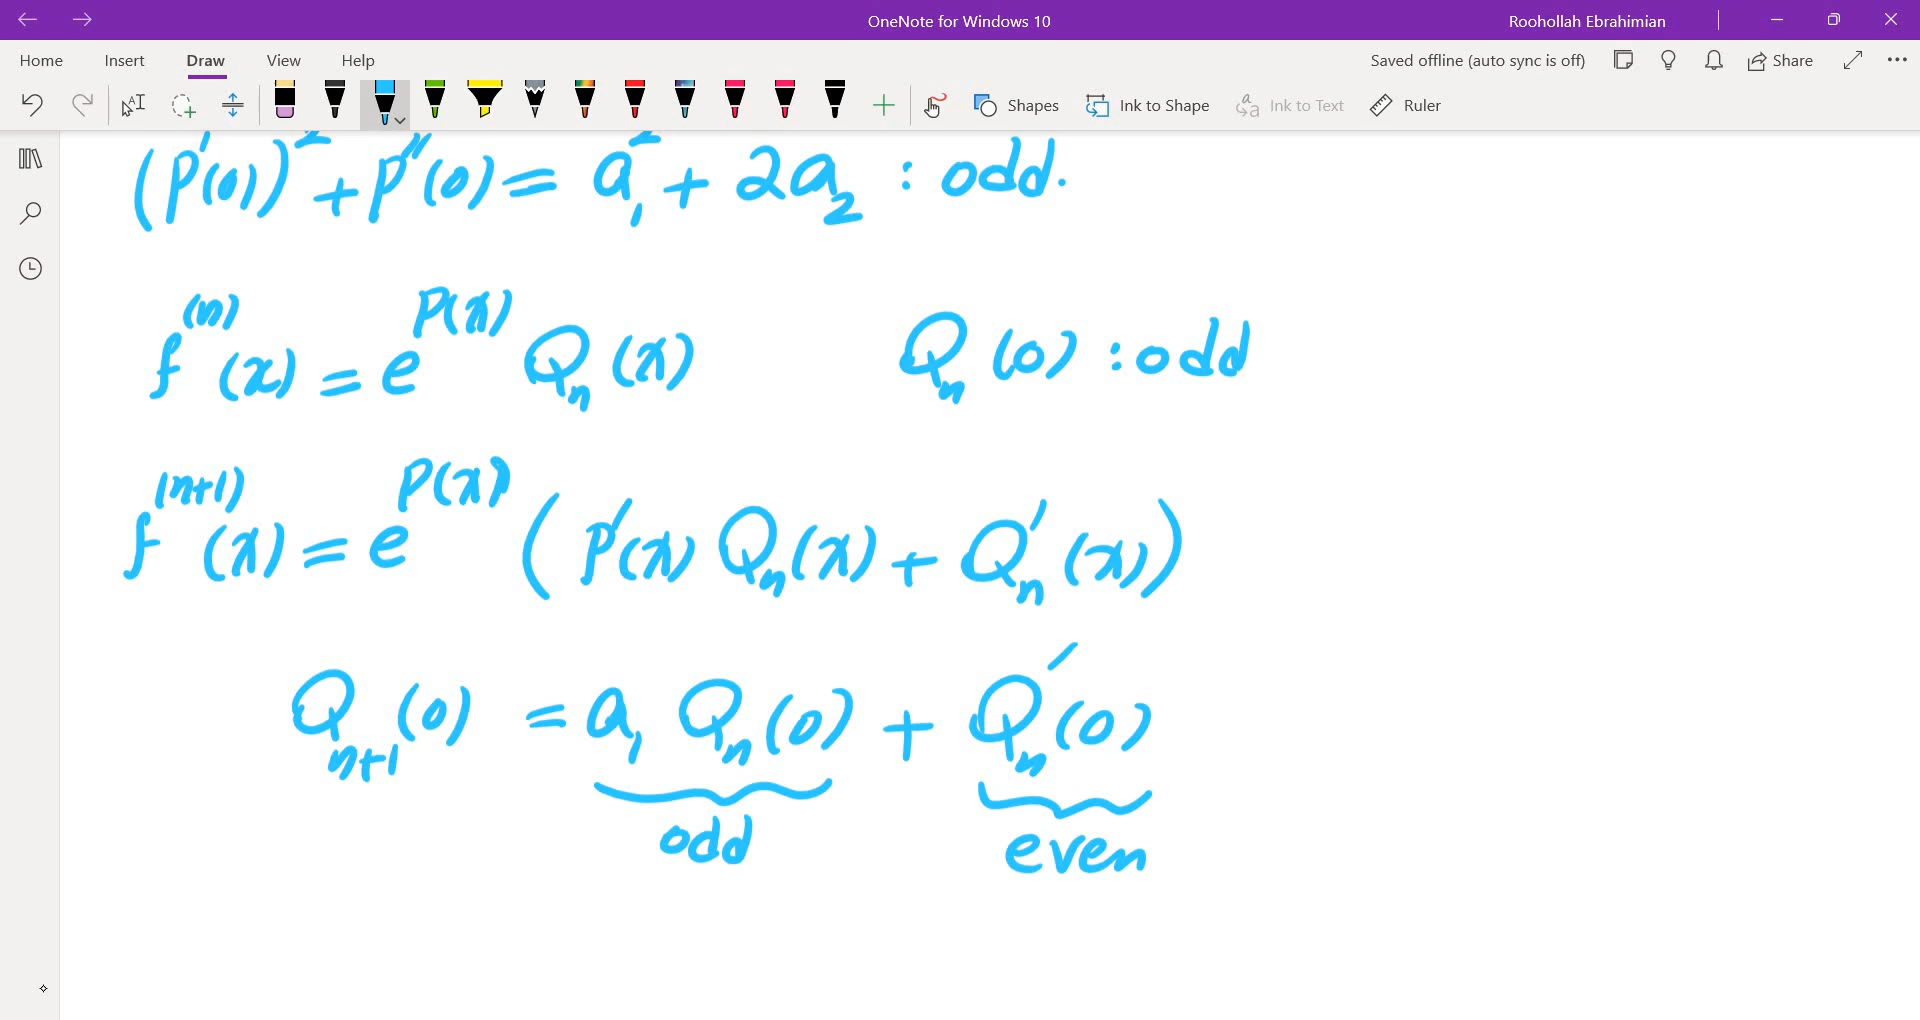 OneNote for Windows 10
Roohollah Ebrahimian
Home Insert Draw View Help
Saved offline (auto sync is off) Share
Shapes Ink to Shape Ink to Text Ruler
(P'(0))² + P''(0) = a₁² + 2a₂ : odd.
f⁽ⁿ⁾(x) = e^{P(x)} Qₙ(x) Qₙ(0) : odd
f⁽ⁿ⁺¹⁾(x) = e^{P(x)} (P'(x) Qₙ(x) + Qₙ'(x))
Qₙ₊₁(0) = a₁ Qₙ(0) + Qₙ'(0)
odd even